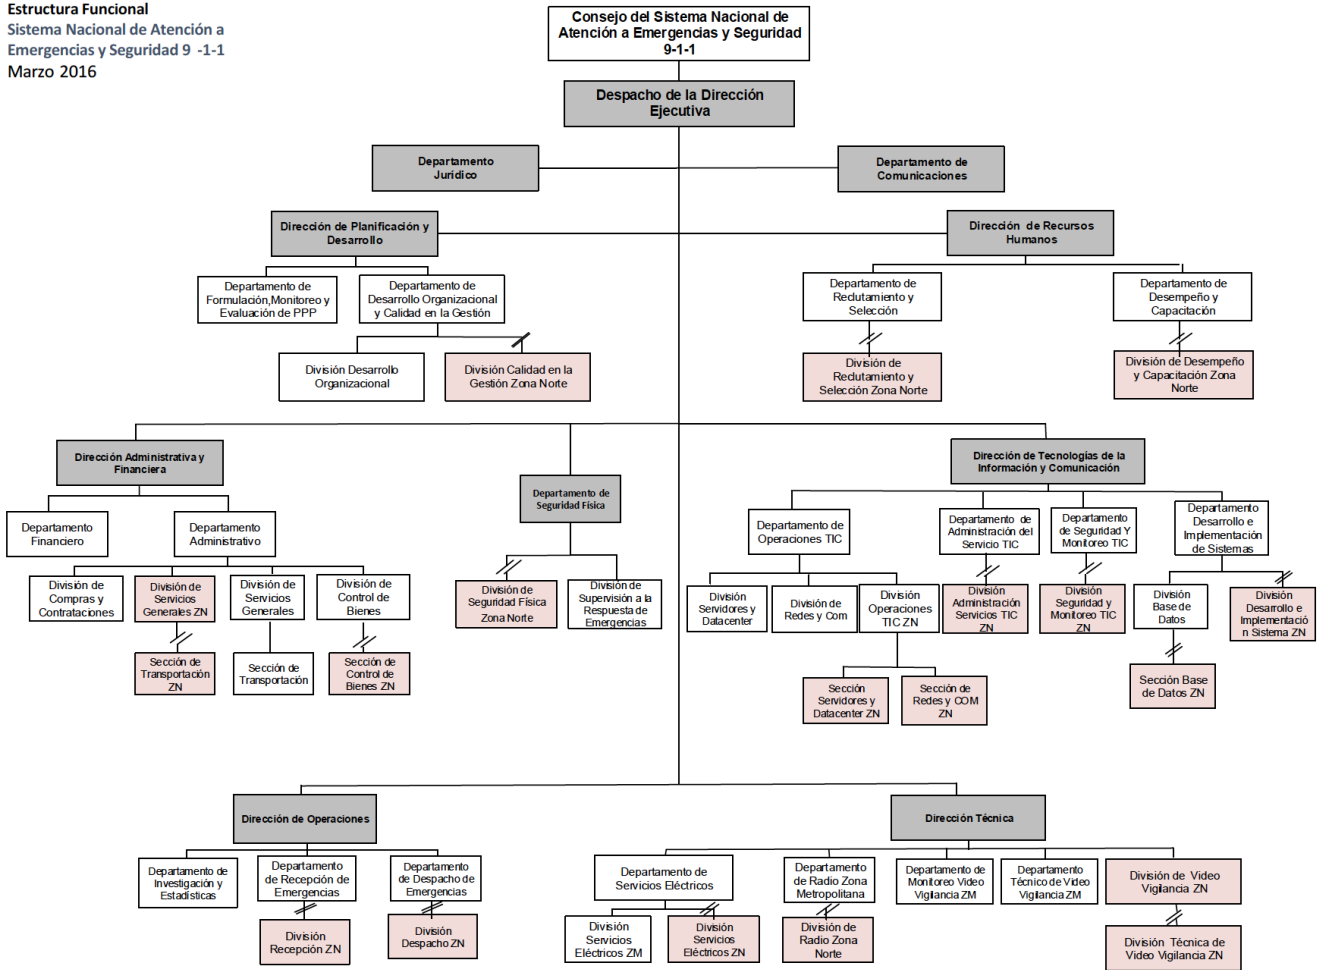 Estructura Funcional
Sistema Nacional de Atención a
Emergencias y Seguridad 9 -1-1
Marzo 2016
Consejo del Sistema Nacional de
Atención a Emergencias y Seguridad
9-1-1
Despacho de la Dirección
Ejecutiva
Departamento
Jurídico
Departamento de
Comunicaciones
Dirección de Planificación y
Desarrollo
Dirección de Recursos
Humanos
Departamento de
Formulación,Monitoreo y
Evaluación de PPP
Departamento de
Desarrollo Organizacional
y Calidad en la Gestión
Departamento de
Reclutamiento y
Selección
Departamento de
Desempeño y
Capacitación
División Desarrollo
Organizacional
División Calidad en la
Gestión Zona Norte
División de
Reclutamiento y
Selección Zona Norte
División de Desempeño
y Capacitación Zona
Norte
Dirección Administrativa y
Financiera
Departamento de
Seguridad Física
Dirección de Tecnologías de la
Información y Comunicación
Departamento
Financiero
Departamento
Administrativo
Departamento de
Operaciones TIC
Departamento de
Administración del
Servicio TIC
Departamento
de Seguridad Y
Monitoreo TIC
Departamento
Desarrollo e
Implementación
de Sistemas
División de
Compras y
Contrataciones
División de
Servicios
Generales ZN
División de
Servicios
Generales
División de
Control de
Bienes
División de
Seguridad Física
Zona Norte
División de
Supervisión a la
Respuesta de
Emergencias
División
Servidores y
Datacenter
División de
Redes y Com
División
Operaciones
TIC ZN
División
Administración
Servicios TIC
ZN
División
Seguridad y
Monitoreo TIC
ZN
División
Base de
Datos
División
Desarrollo e
Implementació
n Sistema ZN
Sección de
Transportación
ZN
Sección de
Transportación
Sección de
Control de
Bienes ZN
Sección
Servidores y
Datacenter ZN
Sección de
Redes y COM
ZN
Sección Base
de Datos ZN
Dirección de Operaciones
Dirección Técnica
Departamento de
Investigación y
Estadísticas
Departamento
de Recepción de
Emergencias
Departamento
de Despacho de
Emergencias
Departamento de
Servicios Eléctricos
Departamento
de Radio Zona
Metropolitana
Departamento de
Monitoreo Video
Vigilancia ZM
Departamento
Técnico de Video
Vigilancia ZM
División de Video
Vigilancia ZN
División
Recepción ZN
División
Despacho ZN
División
Servicios
Eléctricos ZM
División
Servicios
Eléctricos ZN
División de
Radio Zona
Norte
División Técnica de
Video Vigilancia ZN